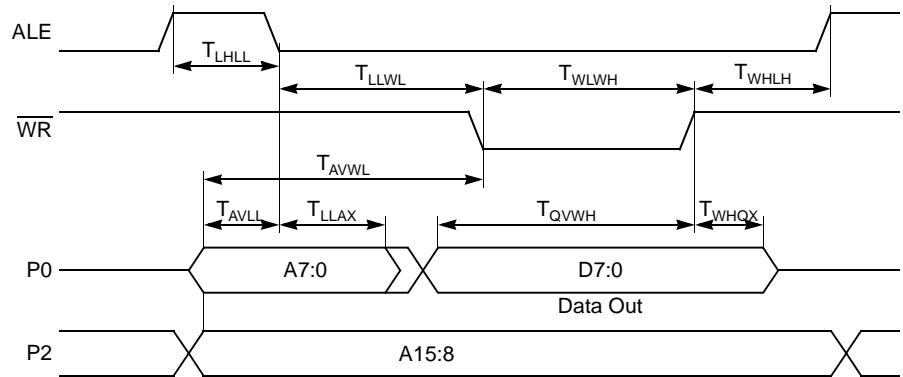 ALE
TLHLL
TLLWL
TWLWH
TWHLH
WR
TAVWL
TAVLL
TLLAX
TQVWH
TWHQX
P0
A7:0
D7:0
Data Out
P2
A15:8